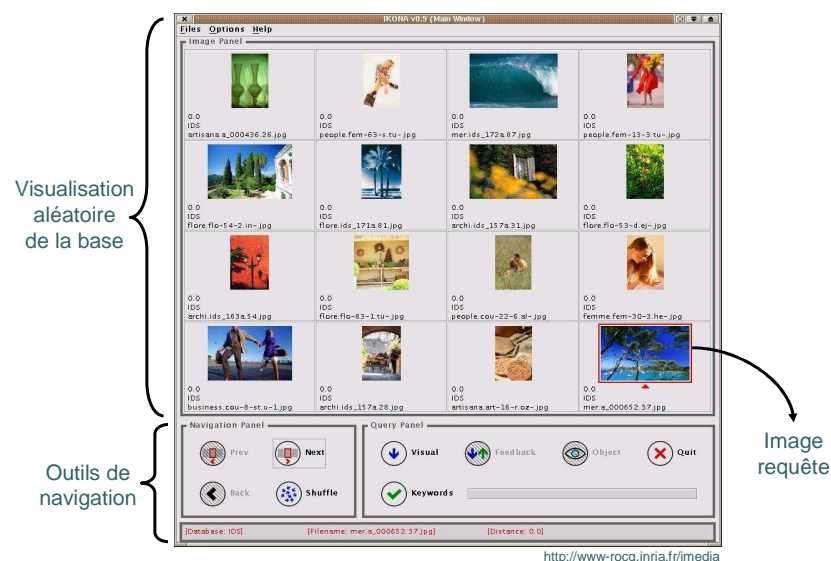 IKONA v0.9 (Main Window)
Files Options Help
Image Panel
0.0
IDS
artisana.a_000436.26.jpg
0.0
IDS
people.fem-63-s.tu-.jpg
0.0
IDS
mer.ids_172a.87.jpg
0.0
IDS
people.fem-13-3.tu-.jpg
Visualisation
aléatoire
de la base
0.0
IDS
flore.flo-54-2.in-.jpg
0.0
IDS
flore.ids_171a.81.jpg
0.0
IDS
archi.ids_157a.31.jpg
0.0
IDS
flore.flo-53-d.ej-.jpg
0.0
IDS
archi.ids_163a.54.jpg
0.0
IDS
flore.flo-83-1.tu-.jpg
0.0
IDS
people.cou-22-6.al-.jpg
0.0
IDS
femme.fem-30-3.he-.jpg
0.0
IDS
business.cou-8-st.u-1.jpg
0.0
IDS
archi.ids_157a.28.jpg
0.0
IDS
artisana.art-16-r.oz-.jpg
0.0
IDS
mer.a_000652.37.jpg
Image
requête
Outils de
navigation
Navigation Panel
Prev
Next
Back
Shuffle
Query Panel
Visual
Feedback
Object
Quit
Keywords
[Database: IDS] [Filename: mer.a_000652.37.jpg] [Distance: 0.0]
http://www-rocq.inria.fr/imedia